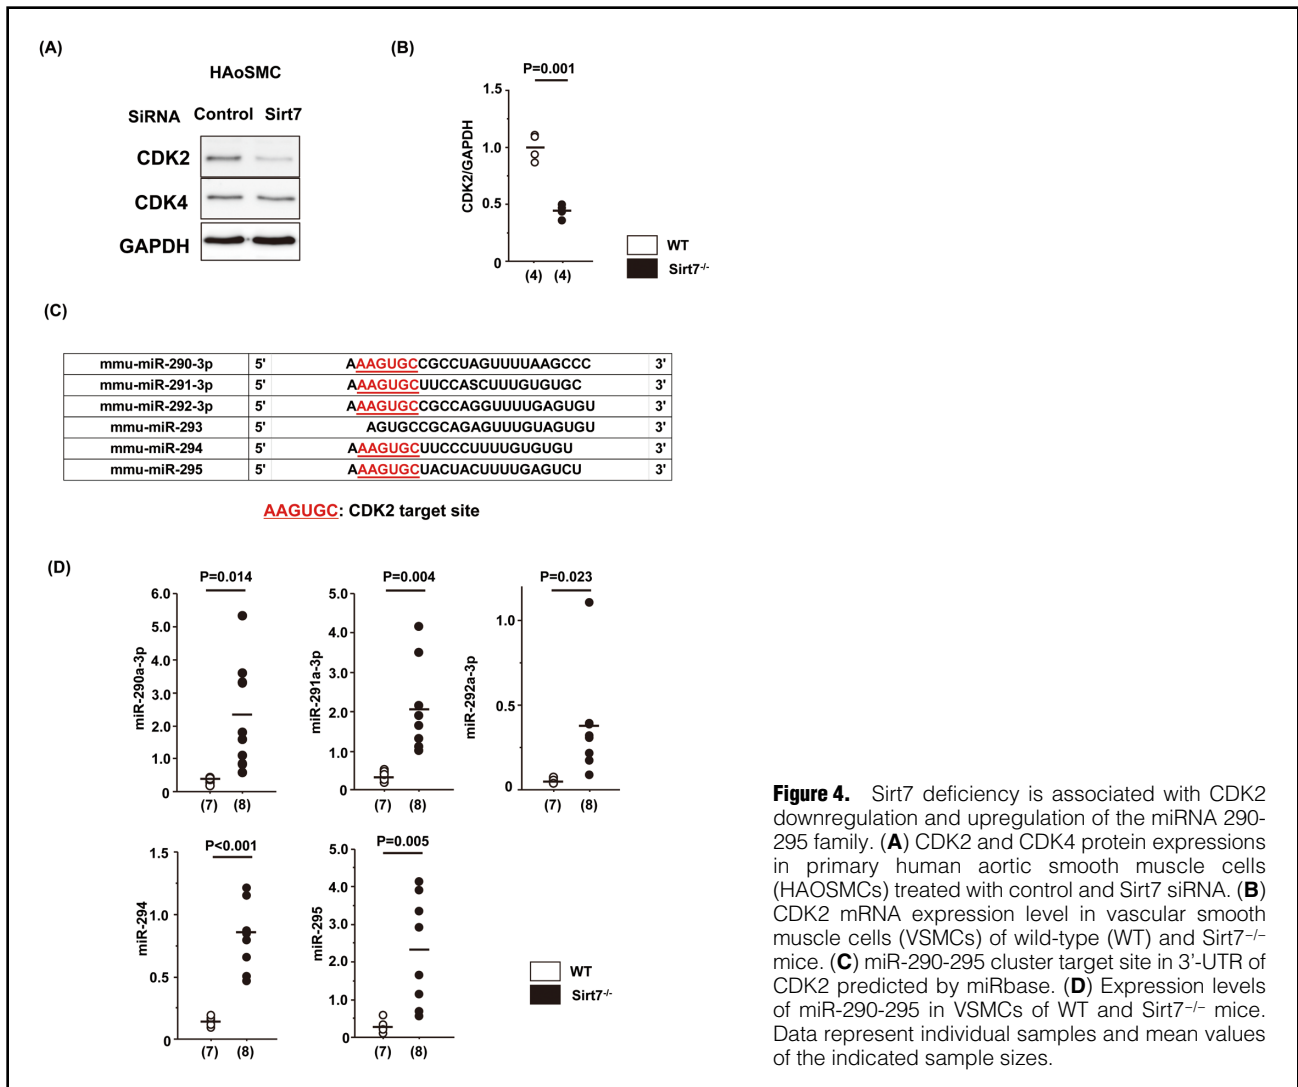 (A)
HAoSMC
SiRNA Control Sirt7
CDK2
CDK4
GAPDH
(B)
P=0.001
CDK2/GAPDH
1.5
1.0
0.5
0
(4) (4)
WT
Sirt7-/-
(C)
mmu-miR-290-3p 5' AAAGUGCCGCCUAGUUUUAAGCCC 3'
mmu-miR-291-3p 5' AAAGUGCUUCCASCUUUGUGUGC 3'
mmu-miR-292-3p 5' AAAGUGCCGCCAGGUUUUGAGUGU 3'
mmu-miR-293 5' AGUGCCGCAGAGUUUGUAGUGU 3'
mmu-miR-294 5' AAAGUGCUUCCCUUUUGUGUGU 3'
mmu-miR-295 5' AAAGUGCUACUACUUUUGAGUCU 3'
AAGUGC: CDK2 target site
(D)
P=0.014
miR-290a-3p
6.0
5.0
4.0
3.0
2.0
1.0
0
(7) (8)
P=0.004
miR-291a-3p
5.0
4.0
3.0
2.0
1.0
0
(7) (8)
P=0.023
miR-292a-3p
1.0
0.5
0
(7) (8)
P<0.001
miR-294
1.5
1.0
0.5
0
(7) (8)
P=0.005
miR-295
5.0
4.0
3.0
2.0
1.0
0
(7) (8)
WT
Sirt7-/-
Figure 4. Sirt7 deficiency is associated with CDK2
downregulation and upregulation of the miRNA 290-
295 family. (A) CDK2 and CDK4 protein expressions
in primary human aortic smooth muscle cells
(HAOSMCs) treated with control and Sirt7 siRNA. (B)
CDK2 mRNA expression level in vascular smooth
muscle cells (VSMCs) of wild-type (WT) and Sirt7−/−
mice. (C) miR-290-295 cluster target site in 3'-UTR of
CDK2 predicted by miRbase. (D) Expression levels
of miR-290-295 in VSMCs of WT and Sirt7−/− mice.
Data represent individual samples and mean values
of the indicated sample sizes.